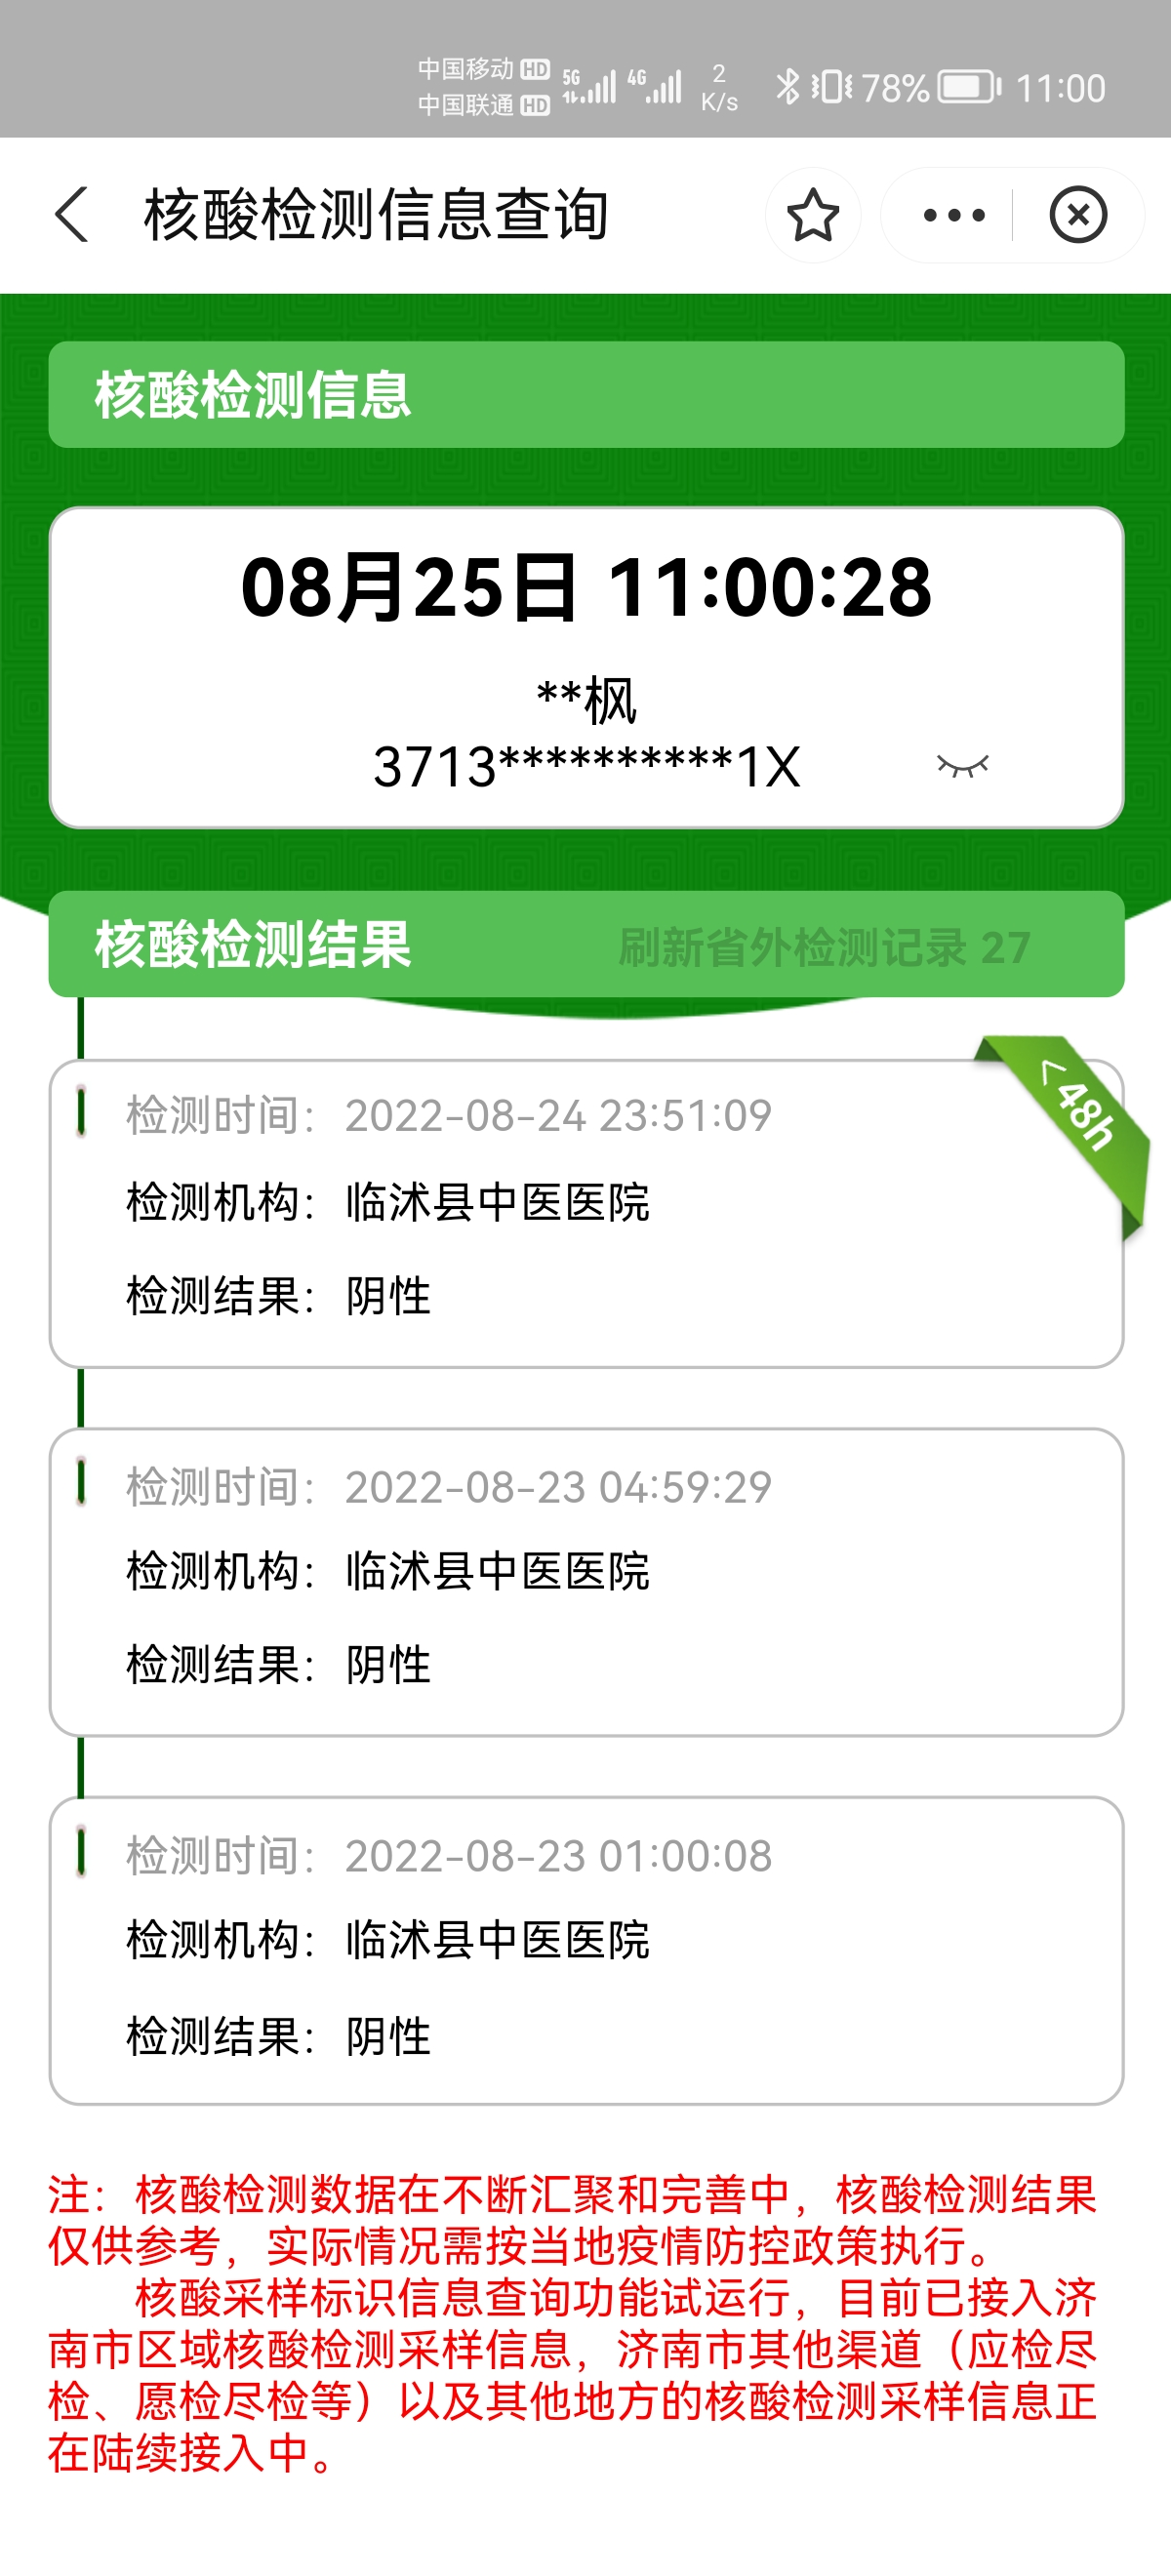 中国移动 HD 5G 4G 2 78% 11:00
中国联通 HD K/s
核酸检测信息查询
核酸检测信息
08月25日 11:00:28
**枫
3713**********1X
核酸检测结果 刷新省外检测记录 27
<48h
检测时间： 2022-08-24 23:51:09
检测机构： 临沭县中医医院
检测结果： 阴性
检测时间： 2022-08-23 04:59:29
检测机构： 临沭县中医医院
检测结果： 阴性
检测时间： 2022-08-23 01:00:08
检测机构： 临沭县中医医院
检测结果： 阴性
注：核酸检测数据在不断汇聚和完善中，核酸检测结果
仅供参考，实际情况需按当地疫情防控政策执行。
核酸采样标识信息查询功能试运行，目前已接入济
南市区域核酸检测采样信息，济南市其他渠道（应检尽
检、愿检尽检等）以及其他地方的核酸检测采样信息正
在陆续接入中。